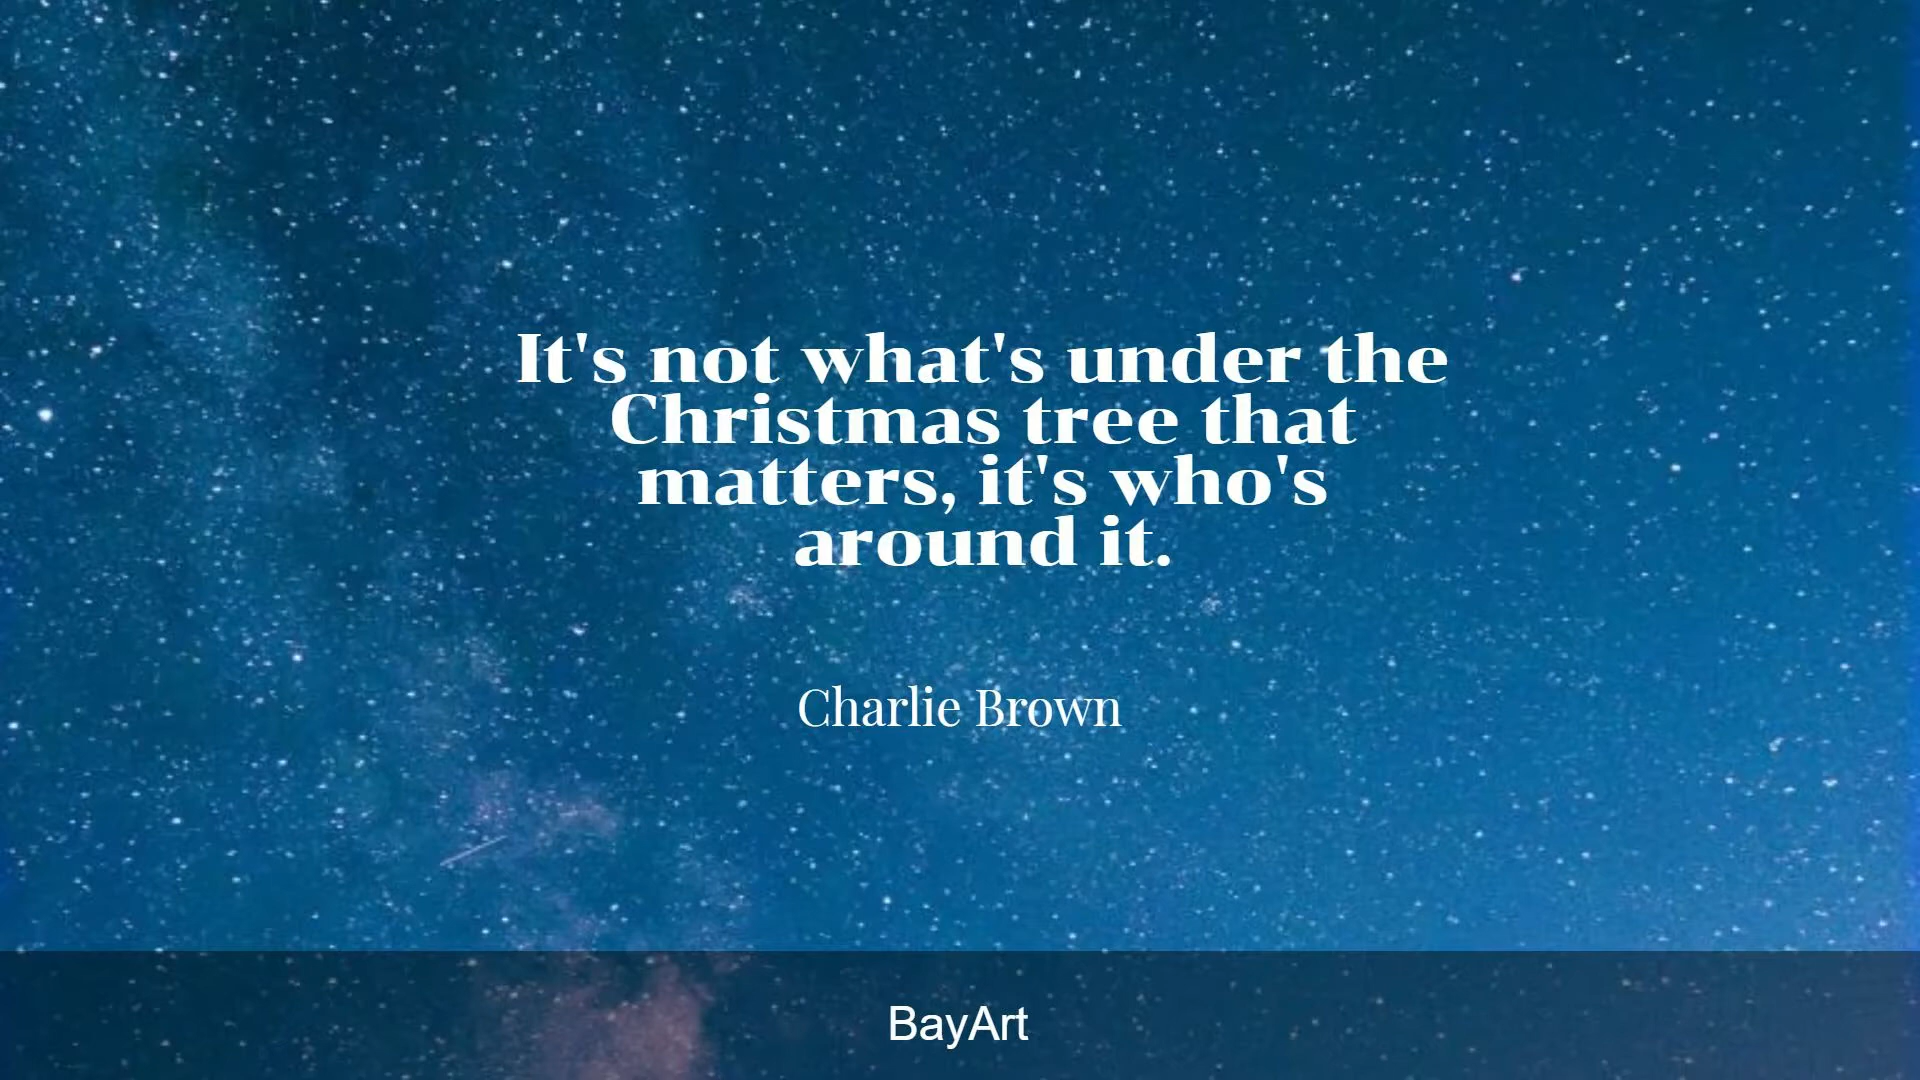 It's not what's under the
Christmas tree that
matters, it's who's
around it.
Charlie Brown
BayArt